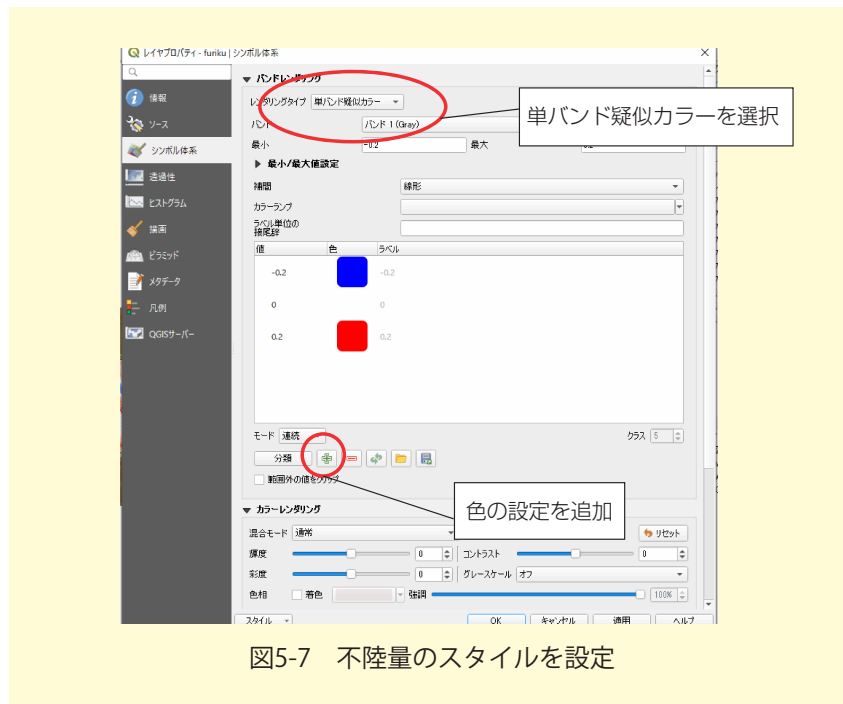 レイヤプロパティ - furiku | シンボル体系
情報
ソース
シンボル体系
透過性
ヒストグラム
描画
ピラミッド
メタデータ
凡例
QGISサーバー
▼ バンドレンダリング
レンダリングタイプ 単バンド疑似カラー
バンド バンド 1 (Gray)
単バンド疑似カラーを選択
最小 -0.2 最大 0.2
▶ 最小/最大値設定
補間 線形
カラーランプ
ラベル単位の
接尾辞
値 色 ラベル
-0.2 -0.2
0 0
0.2 0.2
モード 連続 クラス 5
分類
範囲外の値をクリップ
色の設定を追加
▼ カラーレンダリング
混合モード 通常 リセット
輝度 0 コントラスト 0
彩度 0 グレースケール オフ
色相 着色 強調 100%
スタイル OK キャンセル 適用 ヘルプ
図5-7 不陸量のスタイルを設定